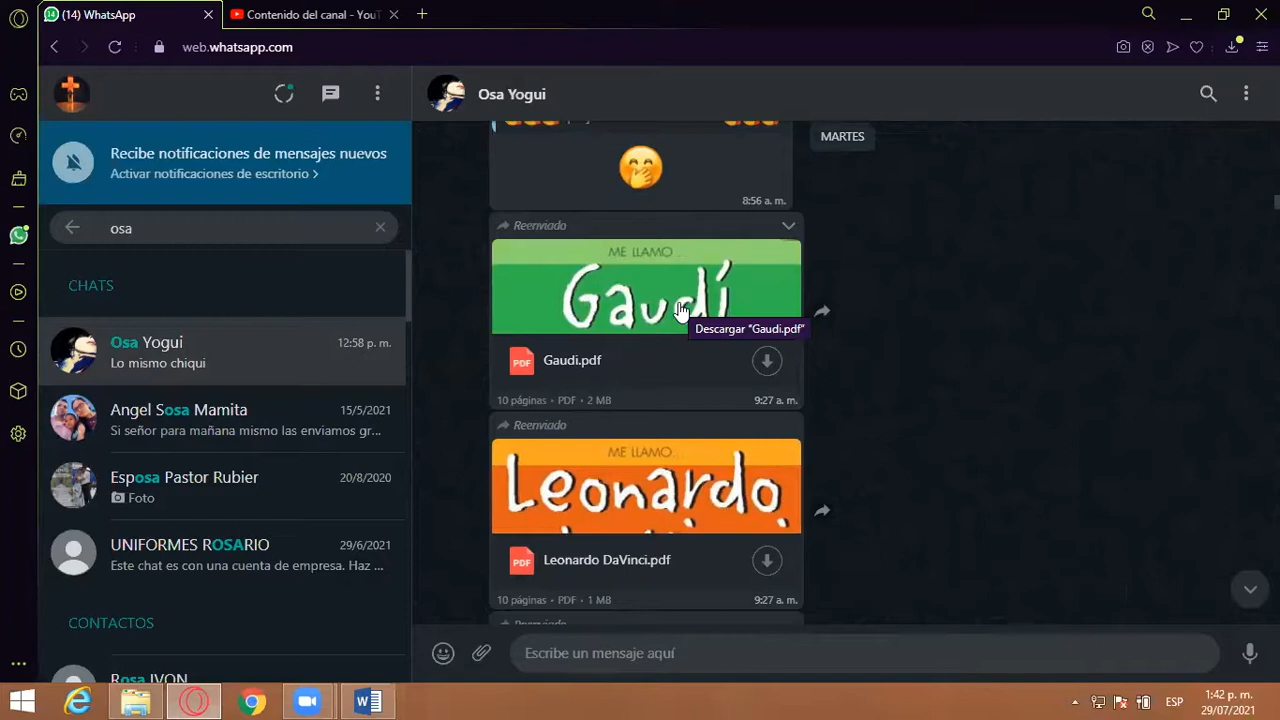 (14) WhatsApp
Contenido del canal - YouT
web.whatsapp.com
Recibe notificaciones de mensajes nuevos
Activar notificaciones de escritorio >
osa
CHATS
Osa Yogui
12:58 p. m.
Lo mismo chiqui
Angel Sosa Mamita
15/5/2021
Si señor para mañana mismo las enviamos gr...
Esposa Pastor Rubier
20/8/2020
Foto
UNIFORMES ROSARIO
29/6/2021
Este chat es con una cuenta de empresa. Haz ...
CONTACTOS
Rosa IVON
Osa Yogui
MARTES
8:56 a. m.
Reenviado
ME LLAMO...
Gaudí
Descargar "Gaudi.pdf"
PDF
Gaudi.pdf
10 páginas • PDF • 2 MB
9:27 a. m.
Reenviado
ME LLAMO...
Leonardo
PDF
Leonardo DaVinci.pdf
10 páginas • PDF • 1 MB
9:27 a. m.
Reenviado
Escribe un mensaje aquí
ESP
1:42 p. m.
29/07/2021